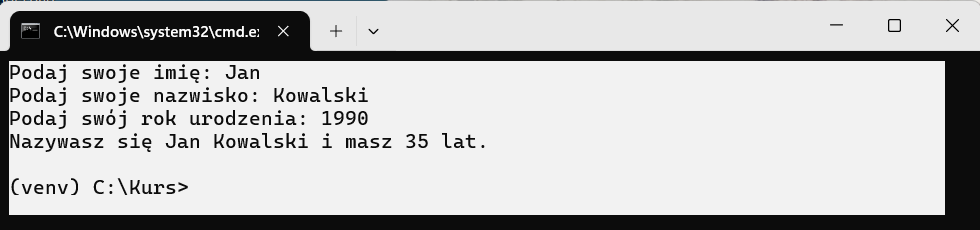 C:\Windows\system32\cmd.e
Podaj swoje imię: Jan
Podaj swoje nazwisko: Kowalski
Podaj swój rok urodzenia: 1990
Nazywasz się Jan Kowalski i masz 35 lat.
(venv) C:\Kurs>